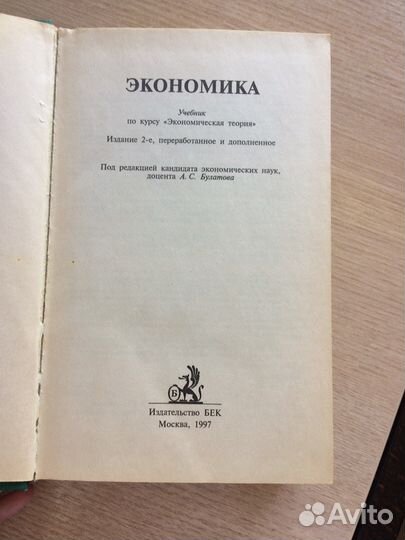 ЭКОНОМИКА
Учебник
по курсу «Экономическая теория»
Издание 2-е, переработанное и дополненное
Под редакцией кандидата экономических наук,
доцента А. С. Булатова
Б
Издательство БЕК
Москва, 1997
Avito